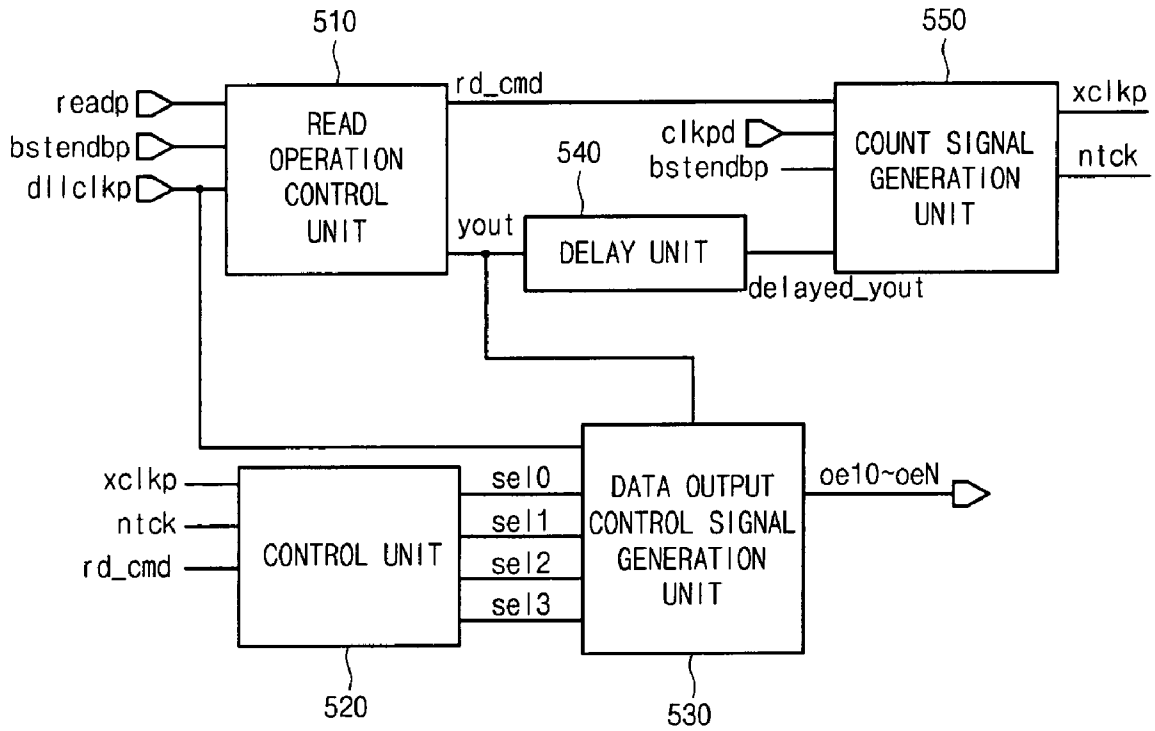 510
550
readp
bstendbp
dllclkp
READ
OPERATION
CONTROL
UNIT
rd_cmd
clkpd
bstendbp
COUNT SIGNAL
GENERATION
UNIT
xclkp
ntck
540
yout
DELAY UNIT
delayed_yout
xclkp
ntck
rd_cmd
CONTROL UNIT
sel0
sel1
sel2
sel3
DATA OUTPUT
CONTROL SIGNAL
GENERATION
UNIT
oe10~oeN
520
530